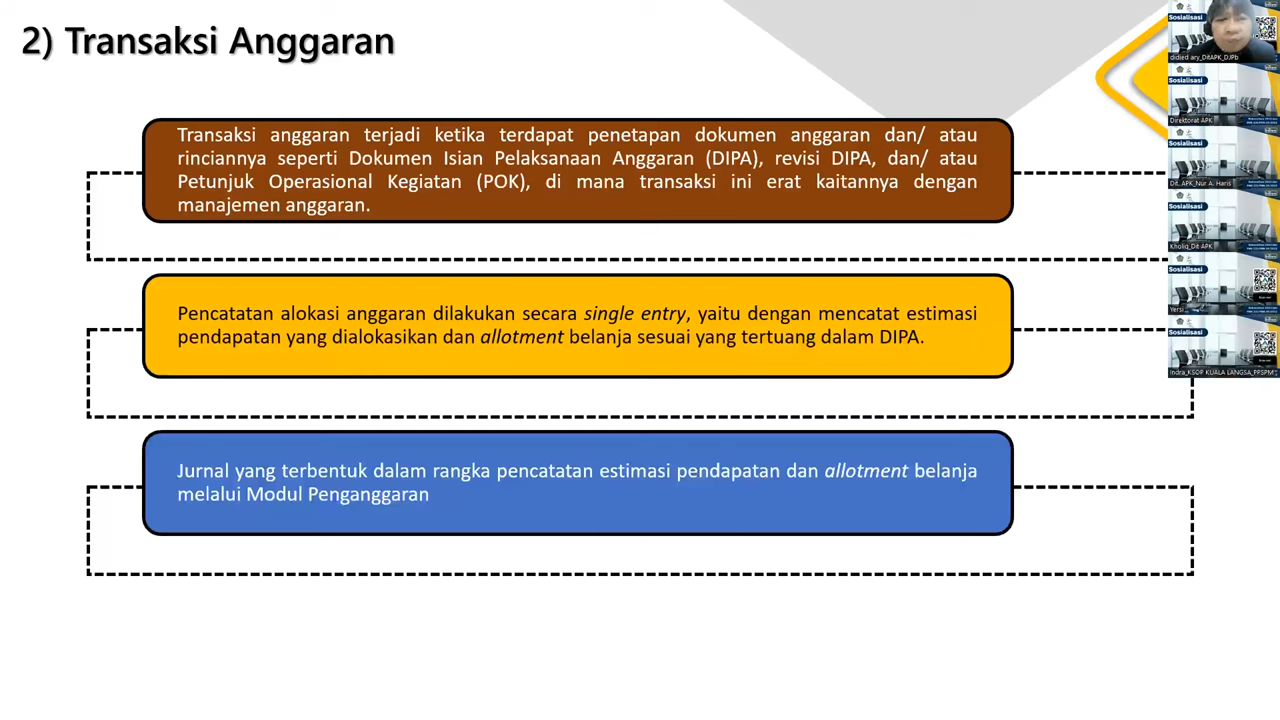 2) Transaksi Anggaran
Transaksi anggaran terjadi ketika terdapat penetapan dokumen anggaran dan/ atau
rinciannya seperti Dokumen Isian Pelaksanaan Anggaran (DIPA), revisi DIPA, dan/ atau
Petunjuk Operasional Kegiatan (POK), di mana transaksi ini erat kaitannya dengan
manajemen anggaran.
Pencatatan alokasi anggaran dilakukan secara single entry, yaitu dengan mencatat estimasi
pendapatan yang dialokasikan dan allotment belanja sesuai yang tertuang dalam DIPA.
Jurnal yang terbentuk dalam rangka pencatatan estimasi pendapatan dan allotment belanja
melalui Modul Penganggaran
Sosialisasi
didied ary_DitAPK_DJPb
Sosialisasi
Direktorat APK
Sosialisasi
Dit. APK_Nur A. Haris
Sosialisasi
Kholiq_Dit APK
Sosialisasi
Yersi
Sosialisasi
Indra_KSOP KUALA LANGSA_PPSPM